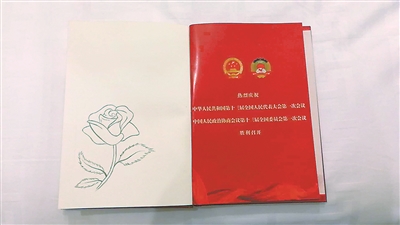 热烈庆祝
中华人民共和国第十三届全国人民代表大会第一次会议
中国人民政治协商会议第十三届全国委员会第一次会议
胜利召开